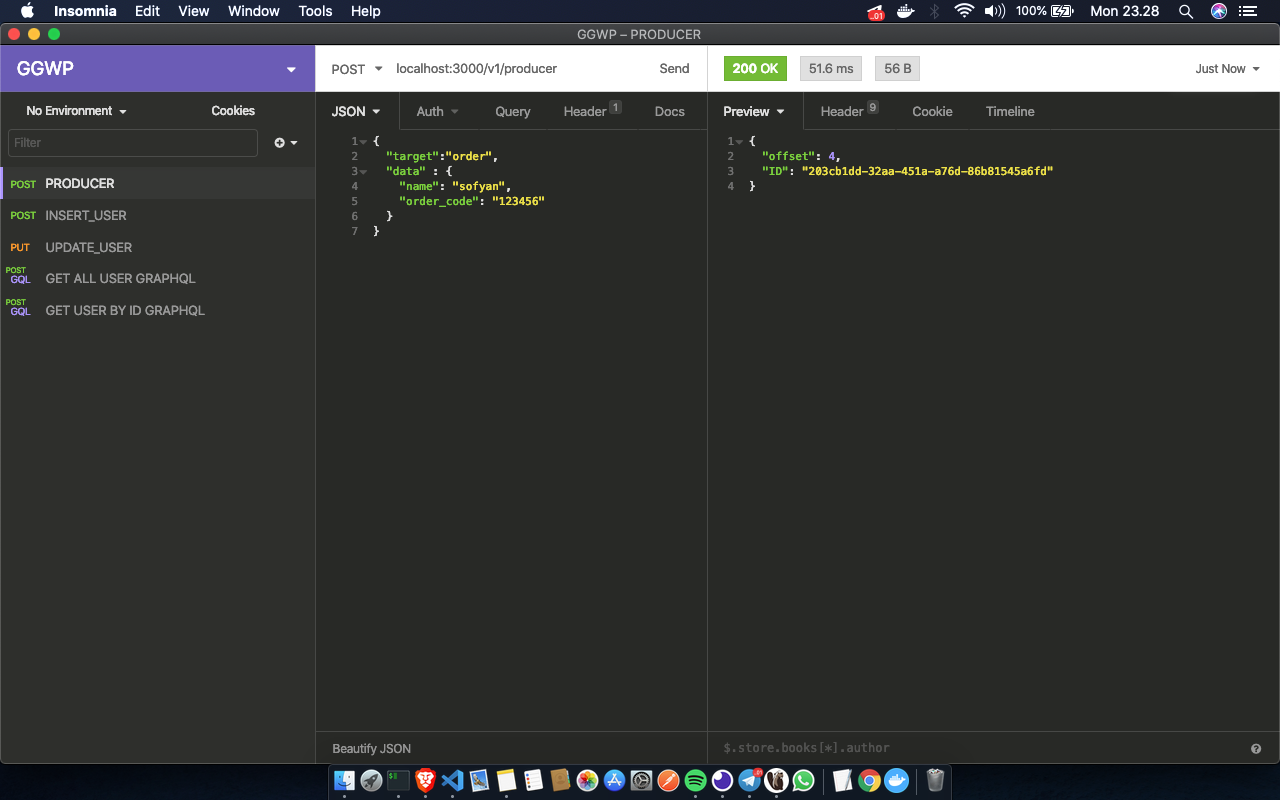 Insomnia Edit View Window Tools Help 100% Mon 23.28
GGWP – PRODUCER
GGWP
POST localhost:3000/v1/producer Send
200 OK 51.6 ms 56 B Just Now
No Environment Cookies
JSON Auth Query Header 1 Docs
Preview Header 9 Cookie Timeline
Filter
POST PRODUCER
POST INSERT_USER
PUT UPDATE_USER
POST GQL GET ALL USER GRAPHQL
POST GQL GET USER BY ID GRAPHQL
1 {
2 "target":"order",
3 "data" : {
4 "name": "sofyan",
5 "order_code": "123456"
6 }
7 }
1 {
2 "offset": 4,
3 "ID": "203cb1dd-32aa-451a-a76d-86b81545a6fd"
4 }
Beautify JSON
$.store.books[*].author